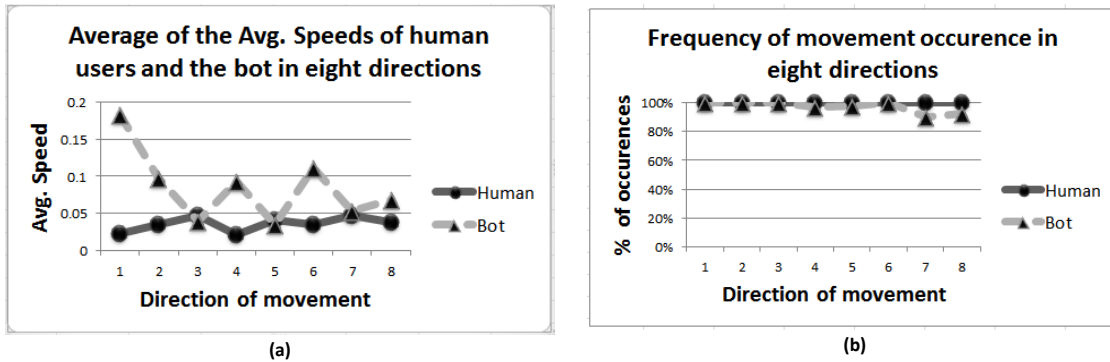 Average of the Avg. Speeds of human
users and the bot in eight directions
0.2
0.15
0.1
0.05
0
Avg. Speed
1 2 3 4 5 6 7 8
Direction of movement
Human
Bot
(a)
Frequency of movement occurence in
eight directions
100%
80%
60%
40%
20%
0%
% of occurences
1 2 3 4 5 6 7 8
Direction of movement
Human
Bot
(b)